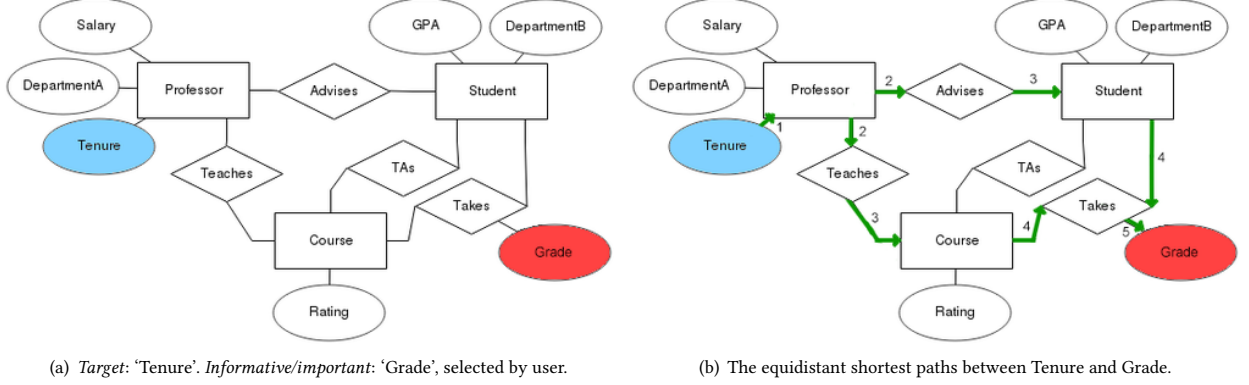 Salary
GPA
DepartmentB
DepartmentA
Professor
Advises
Student
Tenure
Teaches
TAs
Takes
Course
Grade
Rating
(a) Target: ‘Tenure’. Informative/important: ‘Grade’, selected by user.
Salary
GPA
DepartmentB
DepartmentA
Professor
2
Advises
3
Student
Tenure
1
2
4
Teaches
TAs
Takes
3
4
5
Course
Grade
Rating
(b) The equidistant shortest paths between Tenure and Grade.